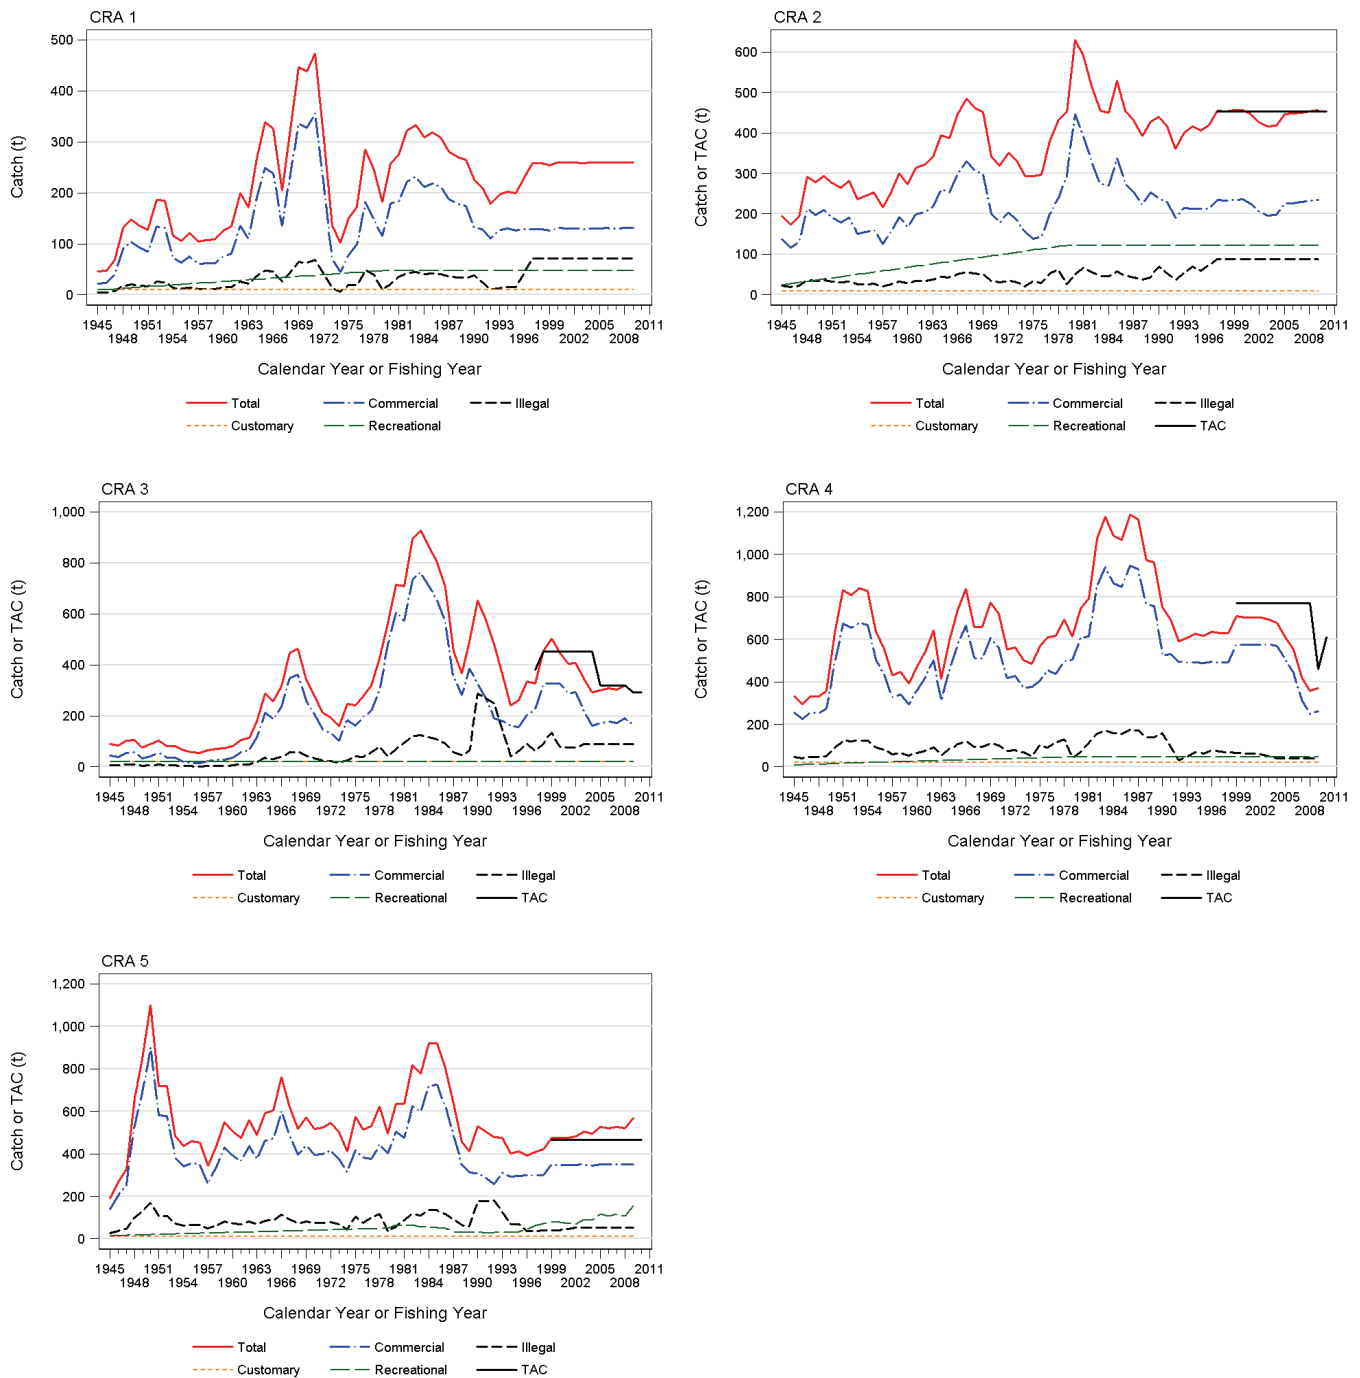 CRA 1
Catch (t)
500
400
300
200
100
0
1945 1951 1957 1963 1969 1975 1981 1987 1993 1999 2005 2011
1948 1954 1960 1966 1972 1978 1984 1990 1996 2002 2008
Calendar Year or Fishing Year
Total Commercial Illegal
Customary Recreational
CRA 2
Catch or TAC (t)
600
500
400
300
200
100
0
1945 1951 1957 1963 1969 1975 1981 1987 1993 1999 2005 2011
1948 1954 1960 1966 1972 1978 1984 1990 1996 2002 2008
Calendar Year or Fishing Year
Total Commercial Illegal
Customary Recreational TAC
CRA 3
Catch or TAC (t)
1,000
800
600
400
200
0
1945 1951 1957 1963 1969 1975 1981 1987 1993 1999 2005 2011
1948 1954 1960 1966 1972 1978 1984 1990 1996 2002 2008
Calendar Year or Fishing Year
Total Commercial Illegal
Customary Recreational TAC
CRA 4
Catch or TAC (t)
1,200
1,000
800
600
400
200
0
1945 1951 1957 1963 1969 1975 1981 1987 1993 1999 2005 2011
1948 1954 1960 1966 1972 1978 1984 1990 1996 2002 2008
Calendar Year or Fishing Year
Total Commercial Illegal
Customary Recreational TAC
CRA 5
Catch or TAC (t)
1,200
1,000
800
600
400
200
0
1945 1951 1957 1963 1969 1975 1981 1987 1993 1999 2005 2011
1948 1954 1960 1966 1972 1978 1984 1990 1996 2002 2008
Calendar Year or Fishing Year
Total Commercial Illegal
Customary Recreational TAC